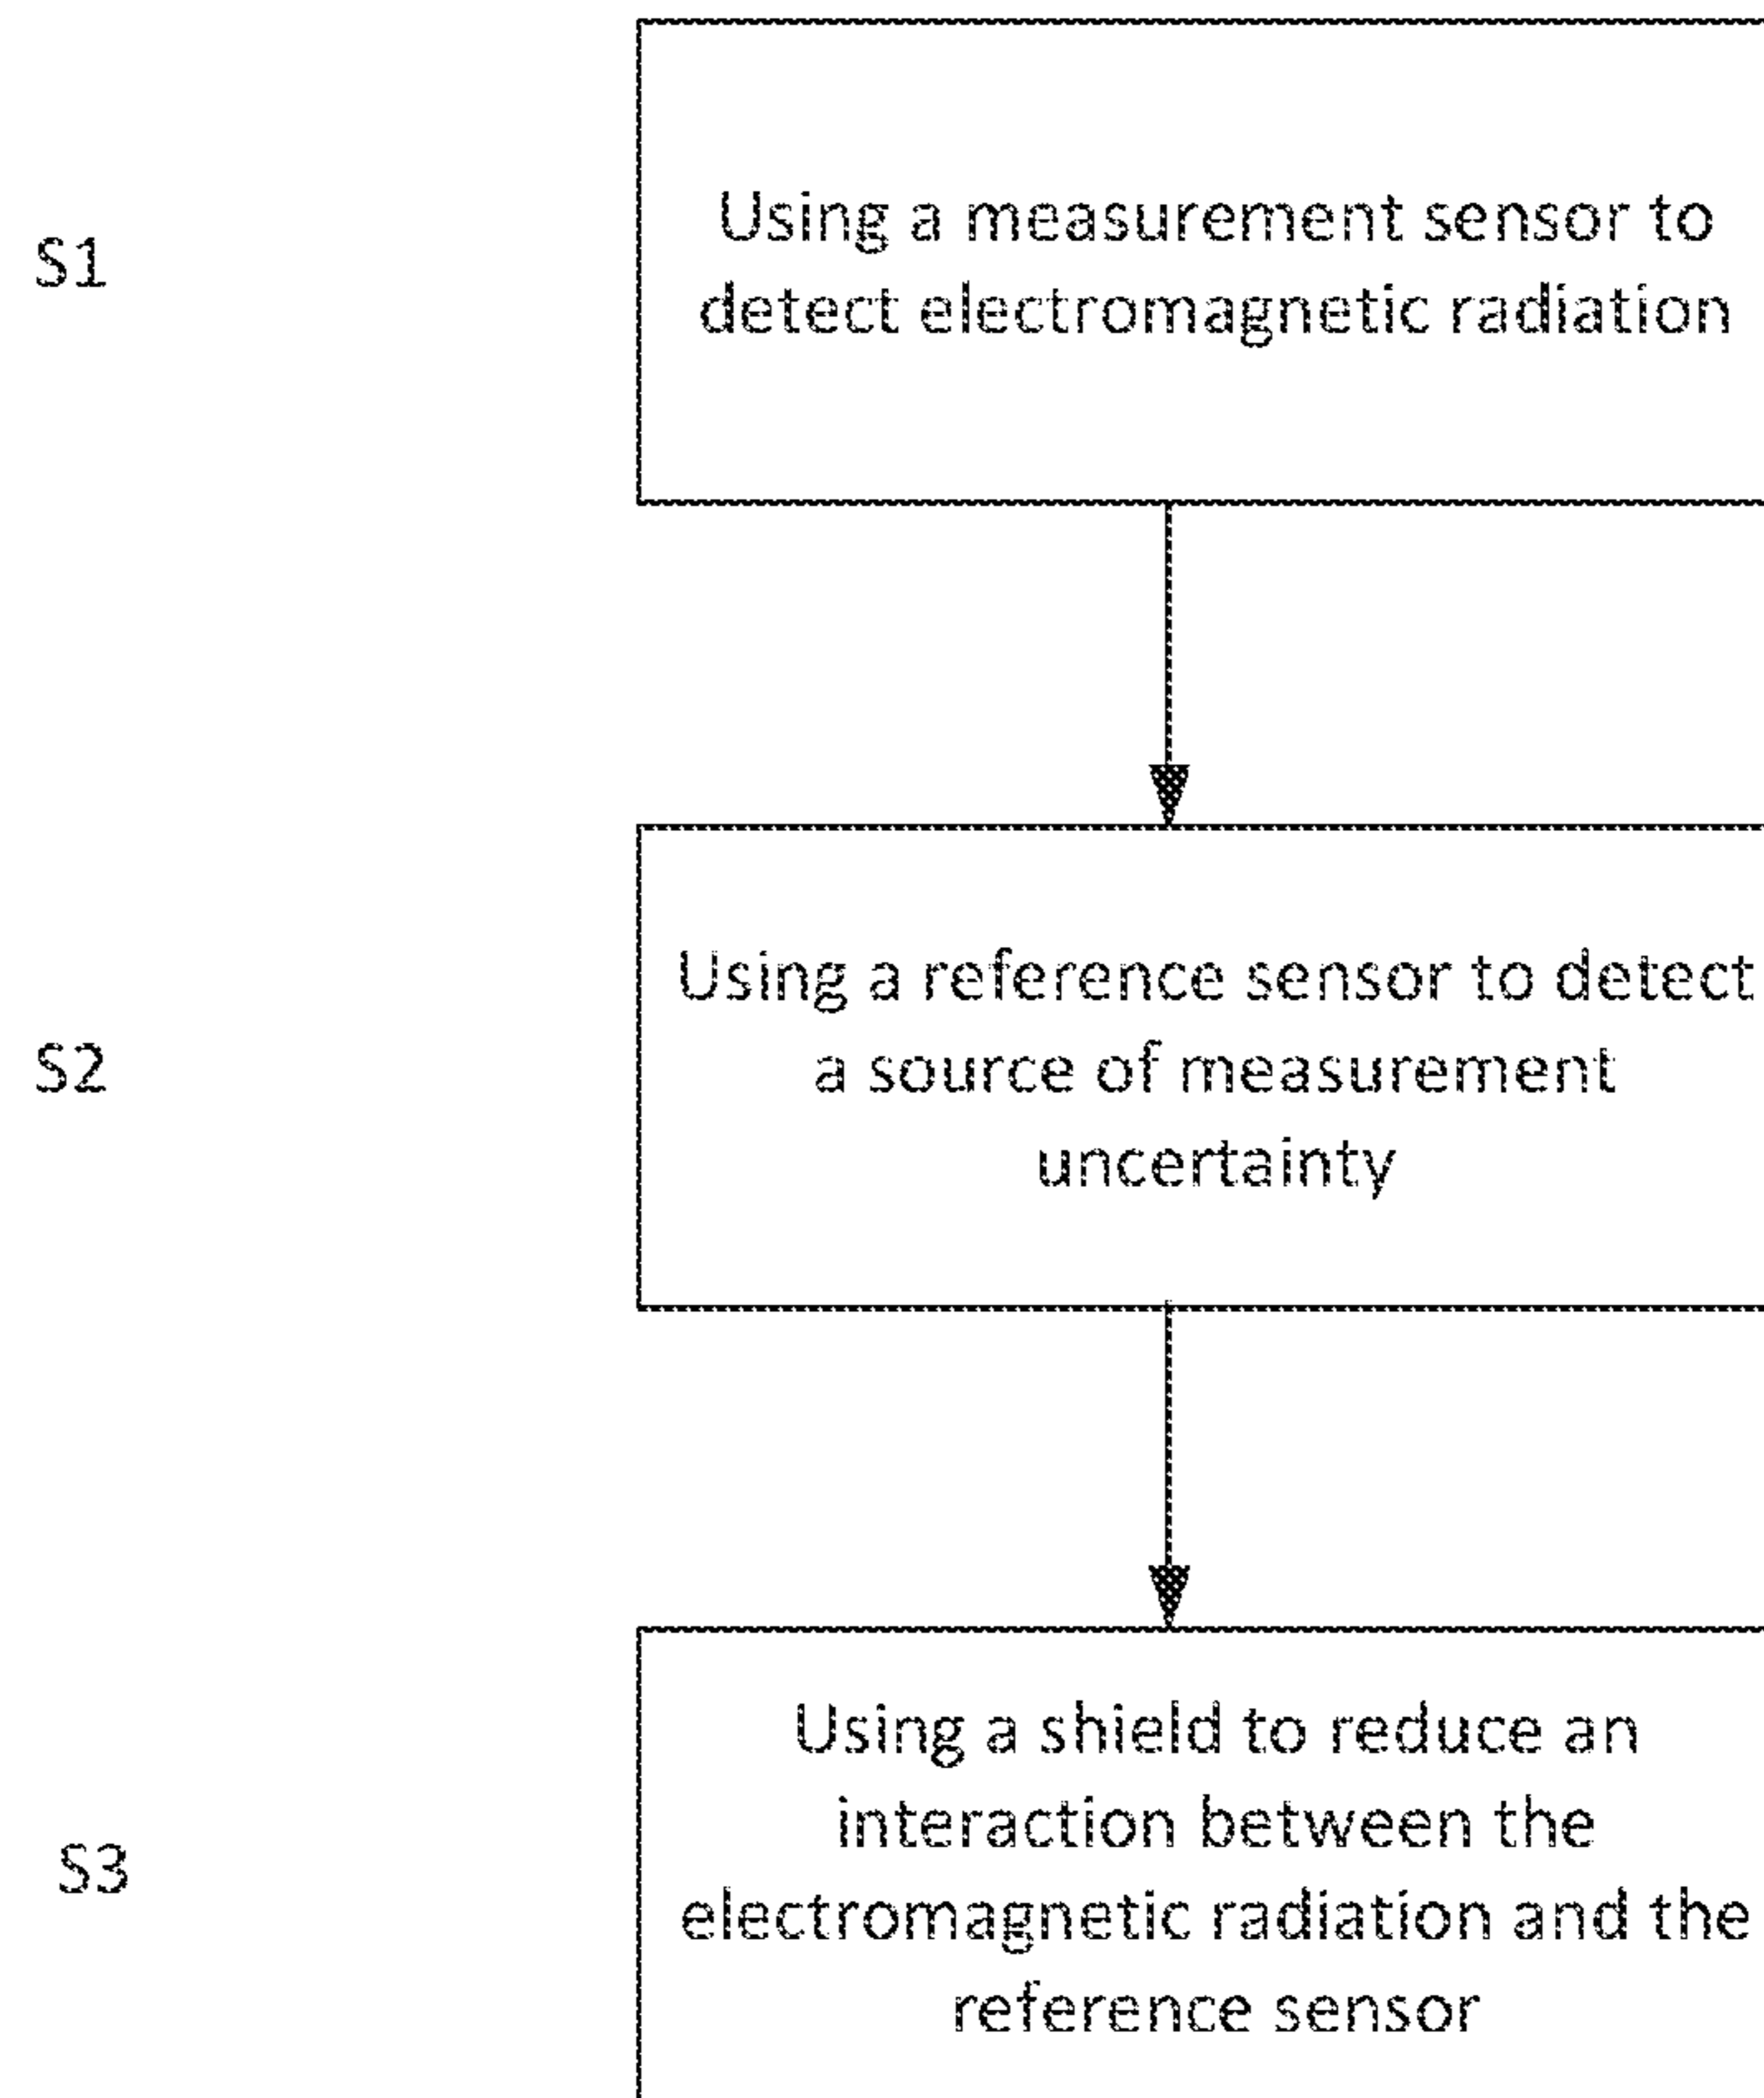 S1
Using a measurement sensor to
detect electromagnetic radiation
S2
Using a reference sensor to detect
a source of measurement
uncertainty
S3
Using a shield to reduce an
interaction between the
electromagnetic radiation and the
reference sensor